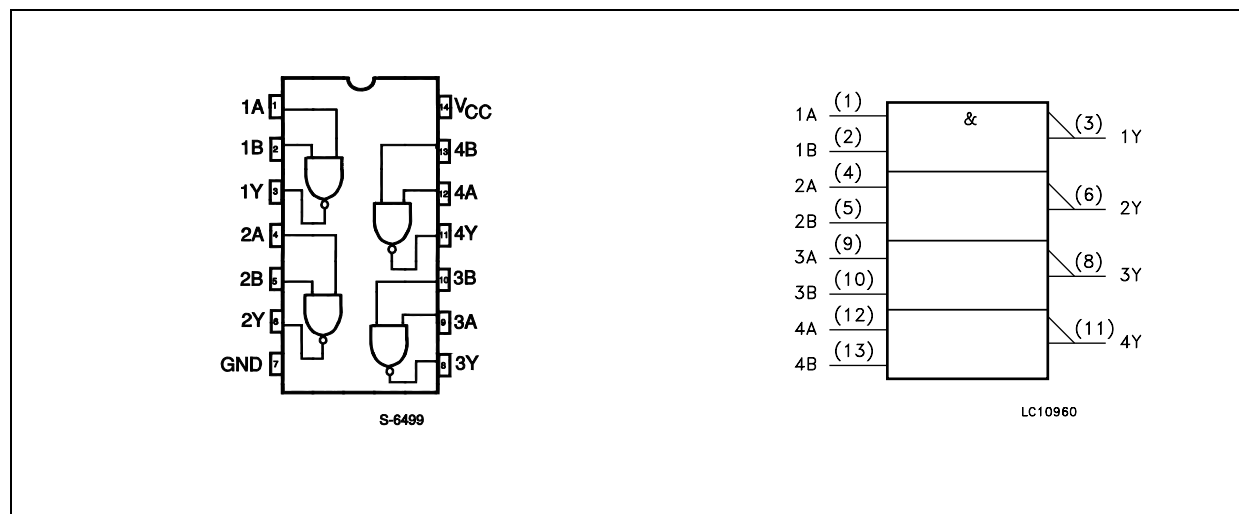 1A 1 14 VCC
1B 2 13 4B
1Y 3 12 4A
2A 4 11 4Y
2B 5 10 3B
2Y 6 9 3A
GND 7 8 3Y
S-6499
&
1A (1)
1B (2)
2A (4)
2B (5)
3A (9)
3B (10)
4A (12)
4B (13)
(3) 1Y
(6) 2Y
(8) 3Y
(11) 4Y
LC10960